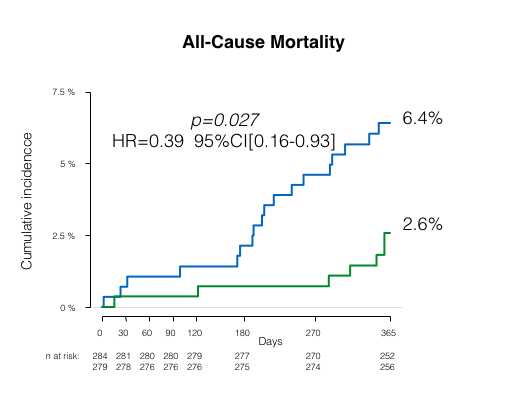 All-Cause Mortality
7.5 %
p=0.027
6.4%
HR=0.39 95%CI[0.16-0.93]
5 %
Cumulative incidencce
2.6%
2.5 %
0 %
0 30 60 90 120 180 270 365
Days
n at risk: 284 281 280 280 279 277 270 252
279 278 276 276 276 275 274 256